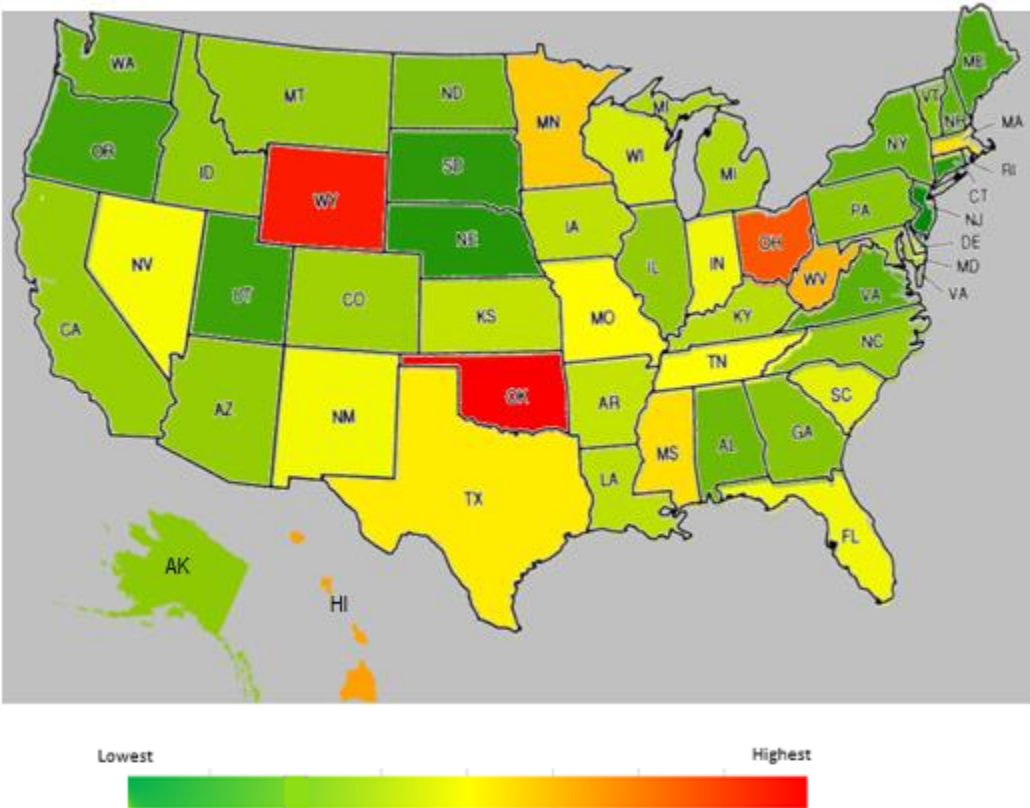 WA
MT
ND
MN
ME
VT
NH
MA
OR
ID
SD
WI
MI
MI
NY
RI
WY
CT
NE
IA
PA
NJ
NV
UT
CO
IL
IN
OH
DE
MD
WV
VA
VA
CA
KS
MO
KY
NC
TN
AZ
NM
OK
AR
SC
MS
AL
GA
TX
LA
FL
AK
HI
Lowest
Highest